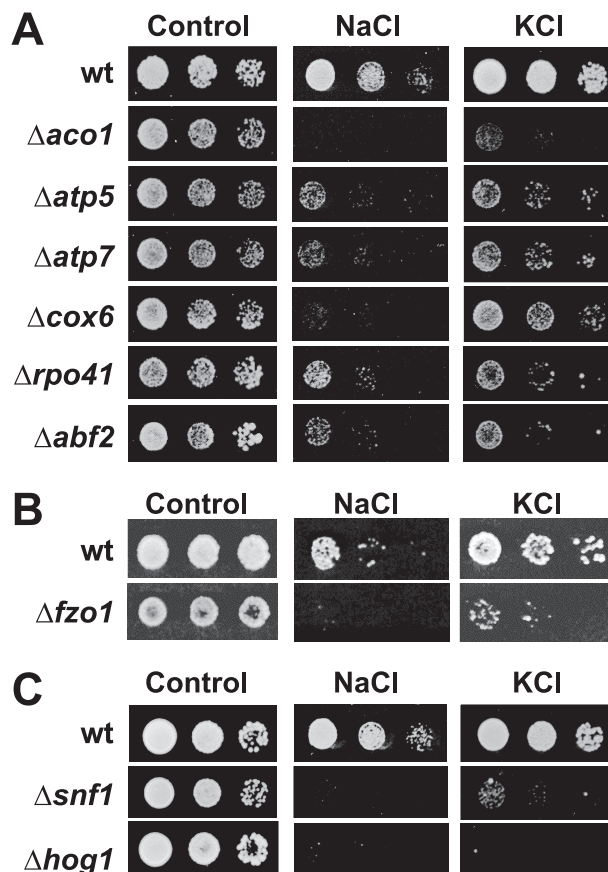 A Control NaCl KCl
wt
Δaco1
Δatp5
Δatp7
Δcox6
Δrpo41
Δabf2
B Control NaCl KCl
wt
Δfzo1
C Control NaCl KCl
wt
Δsnf1
Δhog1